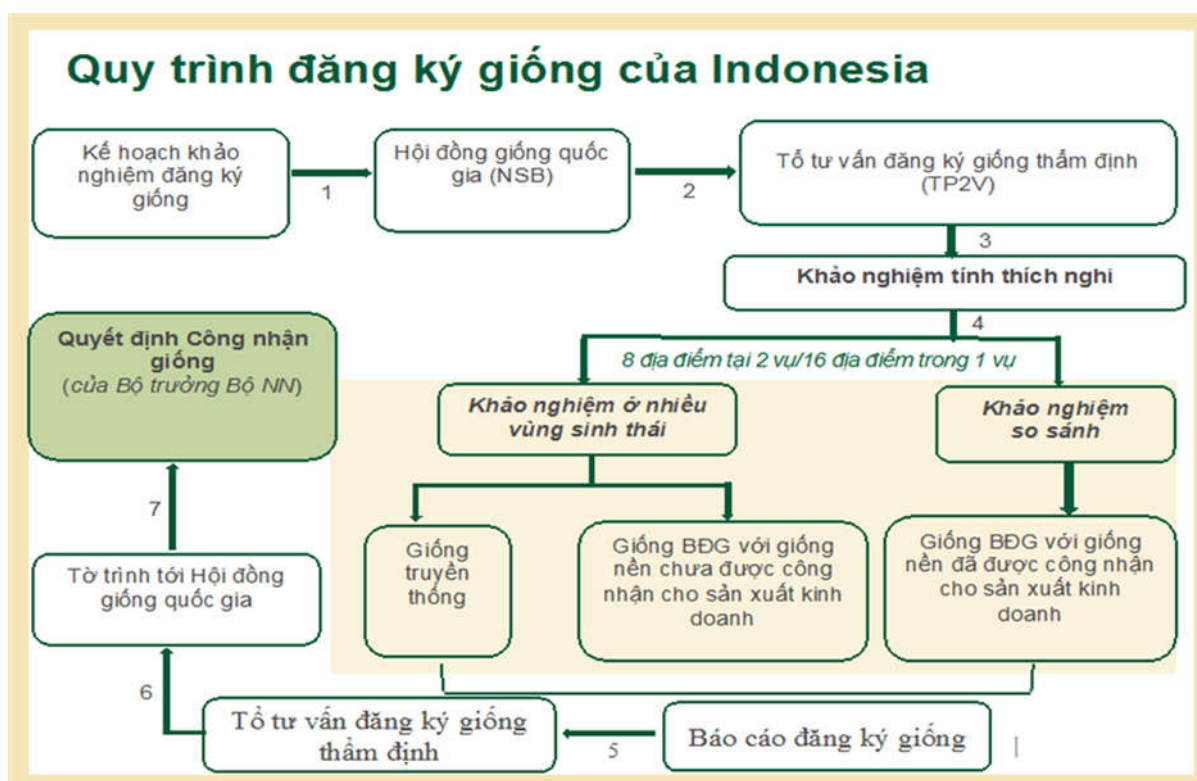 Quy trình đăng ký giống của Indonesia
Kế hoạch khảo
nghiệm đăng ký
giống
1
Hội đồng giống quốc
gia (NSB)
2
Tổ tư vấn đăng ký giống thẩm định
(TP2V)
3
Khảo nghiệm tính thích nghi
4
8 địa điểm tại 2 vụ/16 địa điểm trong 1 vụ
Quyết định Công nhận
giống
(của Bộ trưởng Bộ NN)
Khảo nghiệm ở nhiều
vùng sinh thái
Khảo nghiệm
so sánh
7
Giống
truyền
thống
Giống BĐG với giống
nền chưa được công
nhận cho sản xuất kinh
doanh
Giống BĐG với giống
nền đã được công nhận
cho sản xuất kinh
doanh
Tờ trình tới Hội đồng
giống quốc gia
6
Tổ tư vấn đăng ký giống
thẩm định
5
Báo cáo đăng ký giống